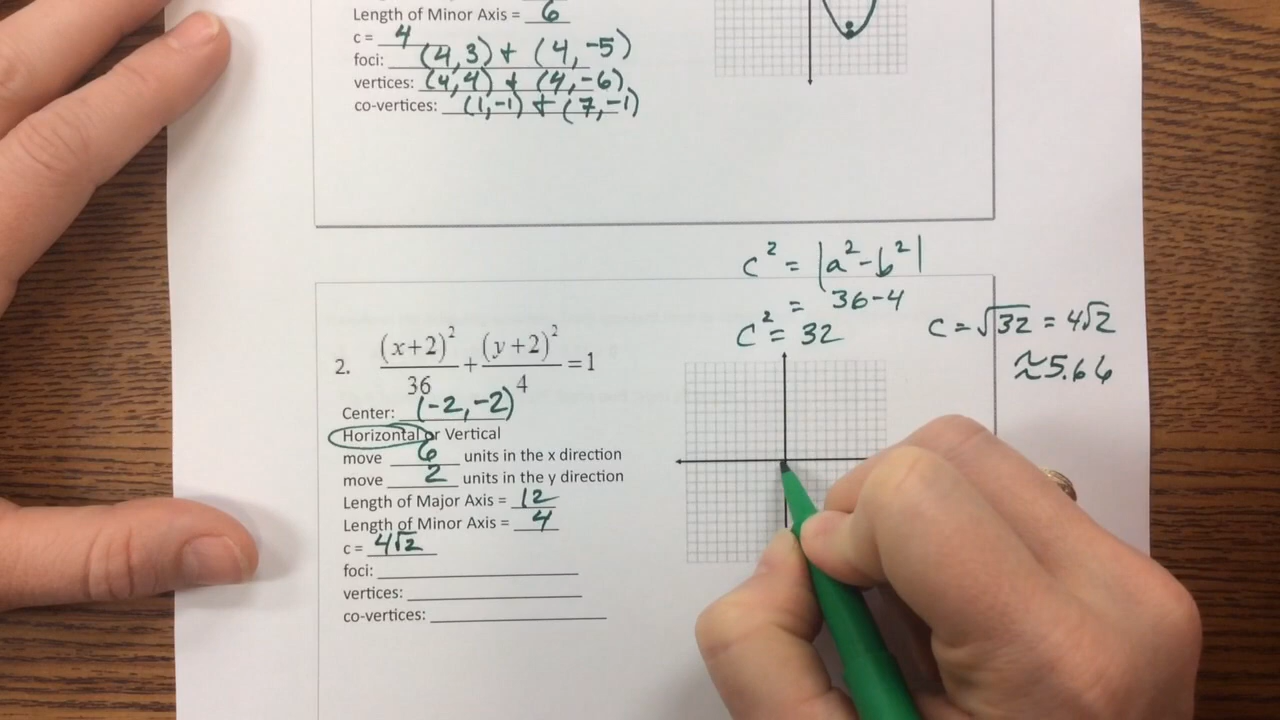 Length of Minor Axis = 6
c = 4
foci: (4,3) + (4,-5)
vertices: (4,4) + (4,-6)
co-vertices: (1,-1) + (7,-1)
c² = |a²-b²|
= 36-4
c² = 32
c = √32 = 4√2
≈5.66
2. (x+2)²/36 + (y+2)²/4 = 1
Center: (-2,-2)
Horizontal or Vertical
move 6 units in the x direction
move 2 units in the y direction
Length of Major Axis = 12
Length of Minor Axis = 4
c = 4√2
foci:
vertices:
co-vertices: